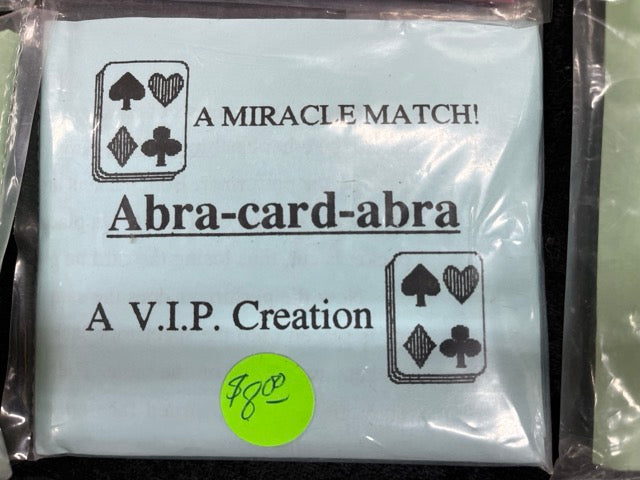 A MIRACLE MATCH!
Abra-card-abra
A V.I.P. Creation
$8.00